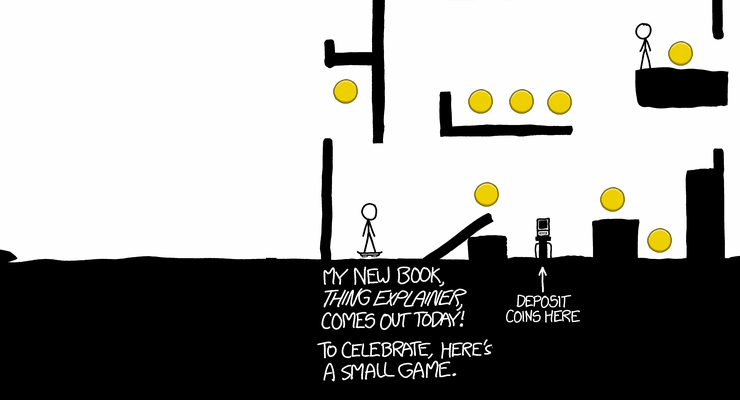 MY NEW BOOK,
THING EXPLAINER,
COMES OUT TODAY!
TO CELEBRATE, HERE'S
A SMALL GAME.
DEPOSIT
COINS HERE